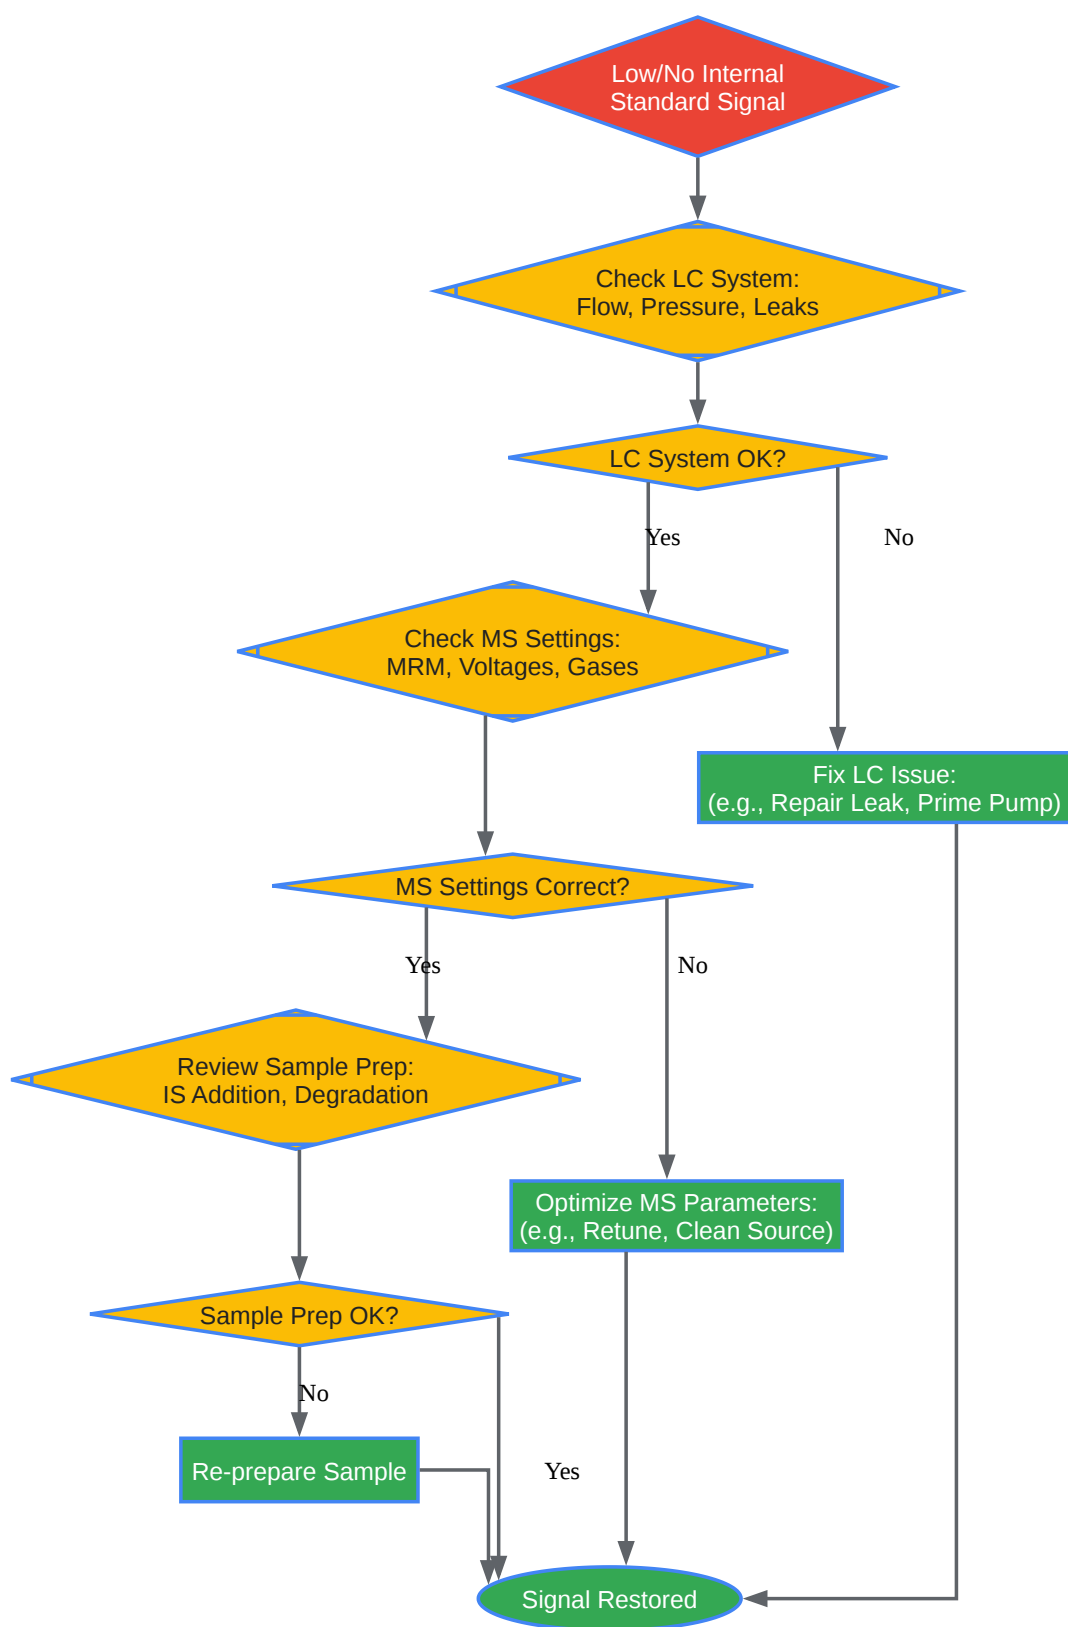 Low/No Internal
Standard Signal
Check LC System:
Flow, Pressure, Leaks
LC System OK?
Yes
No
Check MS Settings:
MRM, Voltages, Gases
Fix LC Issue:
(e.g., Repair Leak, Prime Pump)
MS Settings Correct?
Yes
No
Review Sample Prep:
IS Addition, Degradation
Optimize MS Parameters:
(e.g., Retune, Clean Source)
Sample Prep OK?
No
Re-prepare Sample
Yes
Signal Restored